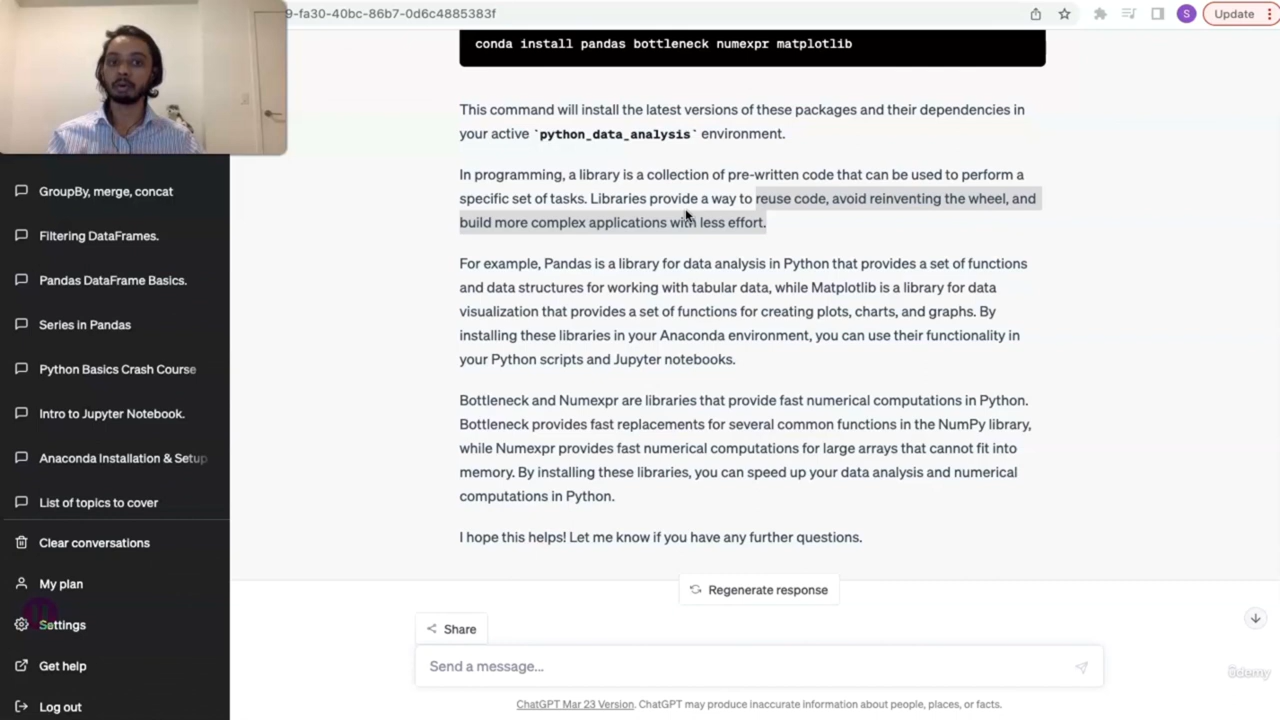 9-fa30-40bc-86b7-0d6c4885383f
S
Update
conda install pandas bottleneck numexpr matplotlib
This command will install the latest versions of these packages and their dependencies in
your active `python_data_analysis` environment.
In programming, a library is a collection of pre-written code that can be used to perform a
specific set of tasks. Libraries provide a way to reuse code, avoid reinventing the wheel, and
build more complex applications with less effort.
For example, Pandas is a library for data analysis in Python that provides a set of functions
and data structures for working with tabular data, while Matplotlib is a library for data
visualization that provides a set of functions for creating plots, charts, and graphs. By
installing these libraries in your Anaconda environment, you can use their functionality in
your Python scripts and Jupyter notebooks.
Bottleneck and Numexpr are libraries that provide fast numerical computations in Python.
Bottleneck provides fast replacements for several common functions in the NumPy library,
while Numexpr provides fast numerical computations for large arrays that cannot fit into
memory. By installing these libraries, you can speed up your data analysis and numerical
computations in Python.
I hope this helps! Let me know if you have any further questions.
GroupBy, merge, concat
Filtering DataFrames.
Pandas DataFrame Basics.
Series in Pandas
Python Basics Crash Course
Intro to Jupyter Notebook.
Anaconda Installation & Setup
List of topics to cover
Clear conversations
My plan
Settings
Get help
Log out
Regenerate response
Share
Send a message...
ChatGPT Mar 23 Version. ChatGPT may produce inaccurate information about people, places, or facts.
ûdemy